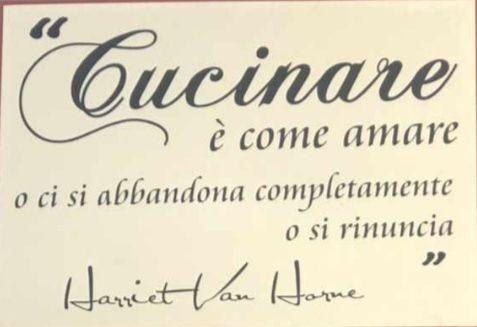 “Cucinare
è come amare
o ci si abbandona completamente
o si rinuncia
”
Harriet Van Horne